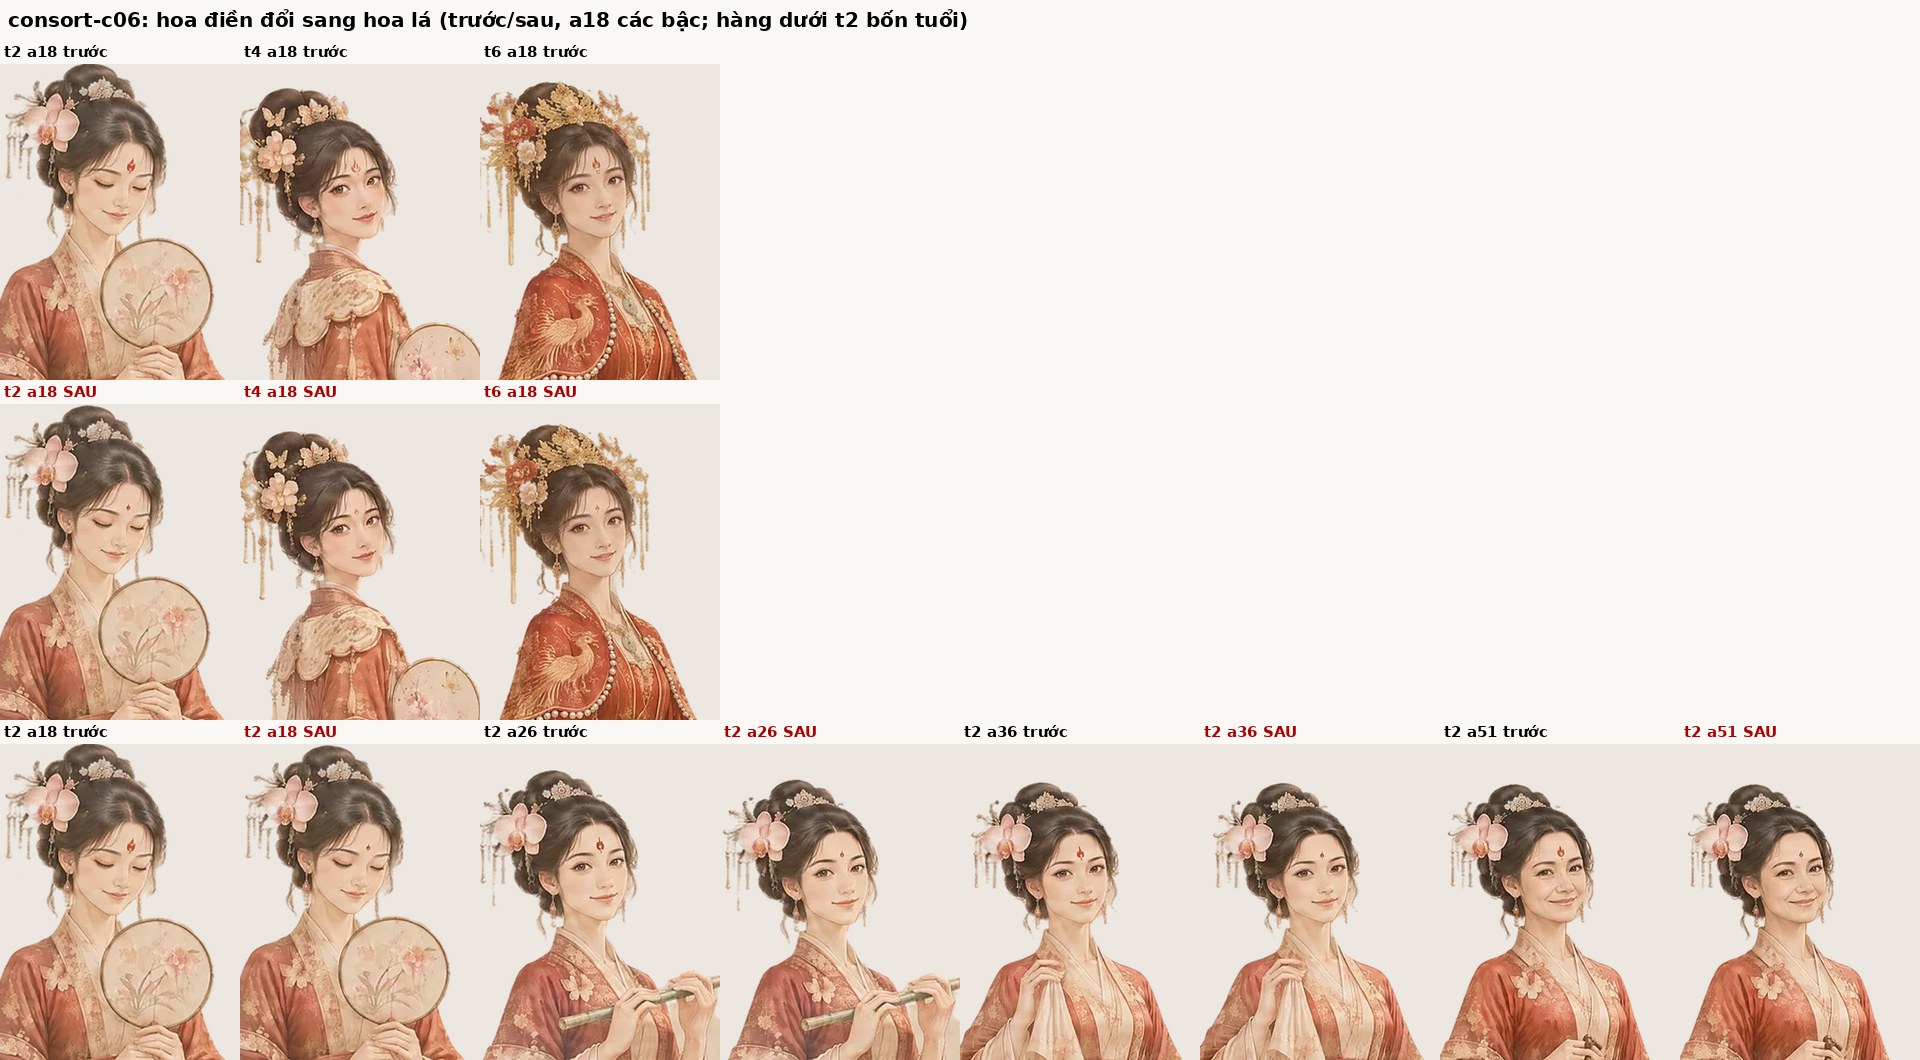 consort-c06: hoa điền đổi sang hoa lá (trước/sau, a18 các bậc; hàng dưới t2 bốn tuổi)
t2 a18 trước
t4 a18 trước
t6 a18 trước
t2 a18 SAU
t4 a18 SAU
t6 a18 SAU
t2 a18 trước
t2 a18 SAU
t2 a26 trước
t2 a26 SAU
t2 a36 trước
t2 a36 SAU
t2 a51 trước
t2 a51 SAU